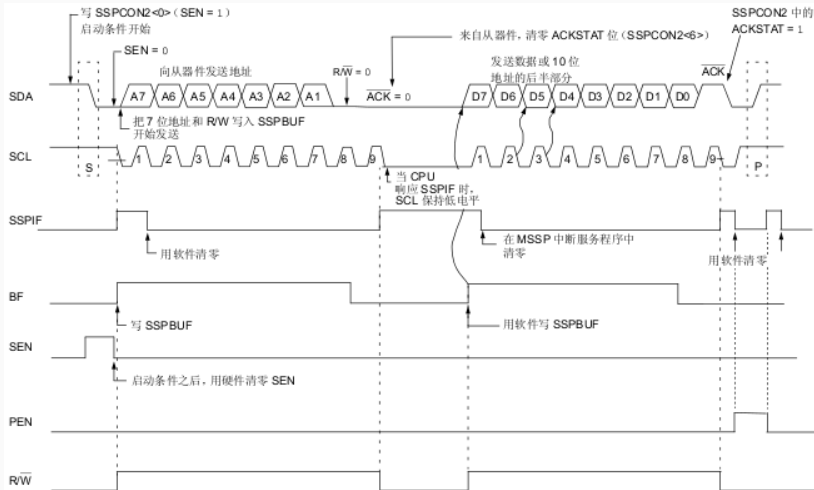 写 SSPCON2<0>(SEN = 1)
启动条件开始
SEN = 0
向从器件发送地址
R/W = 0
来自从器件，清零 ACKSTAT 位（SSPCON2<6>）
发送数据或10 位
地址的后半部分
SSPCON2 中的
ACKSTAT = 1
ACK
SDA
A7 A6 A5 A4 A3 A2 A1
ACK = 0
D7 D6 D5 D4 D3 D2 D1 D0
把 7 位地址和 R/W 写入 SSPBUF
开始发送
SCL
S
1 2 3 4 5 6 7 8 9
1 2 3 4 5 6 7 8 9
P
当 CPU
响应 SSPIF 时，
SCL 保持低电平
SSPIF
用软件清零
在 MSSP 中断服务程序中
清零
用软件清零
BF
写 SSPBUF
用软件写 SSPBUF
SEN
启动条件之后，用硬件清零 SEN
PEN
R/W